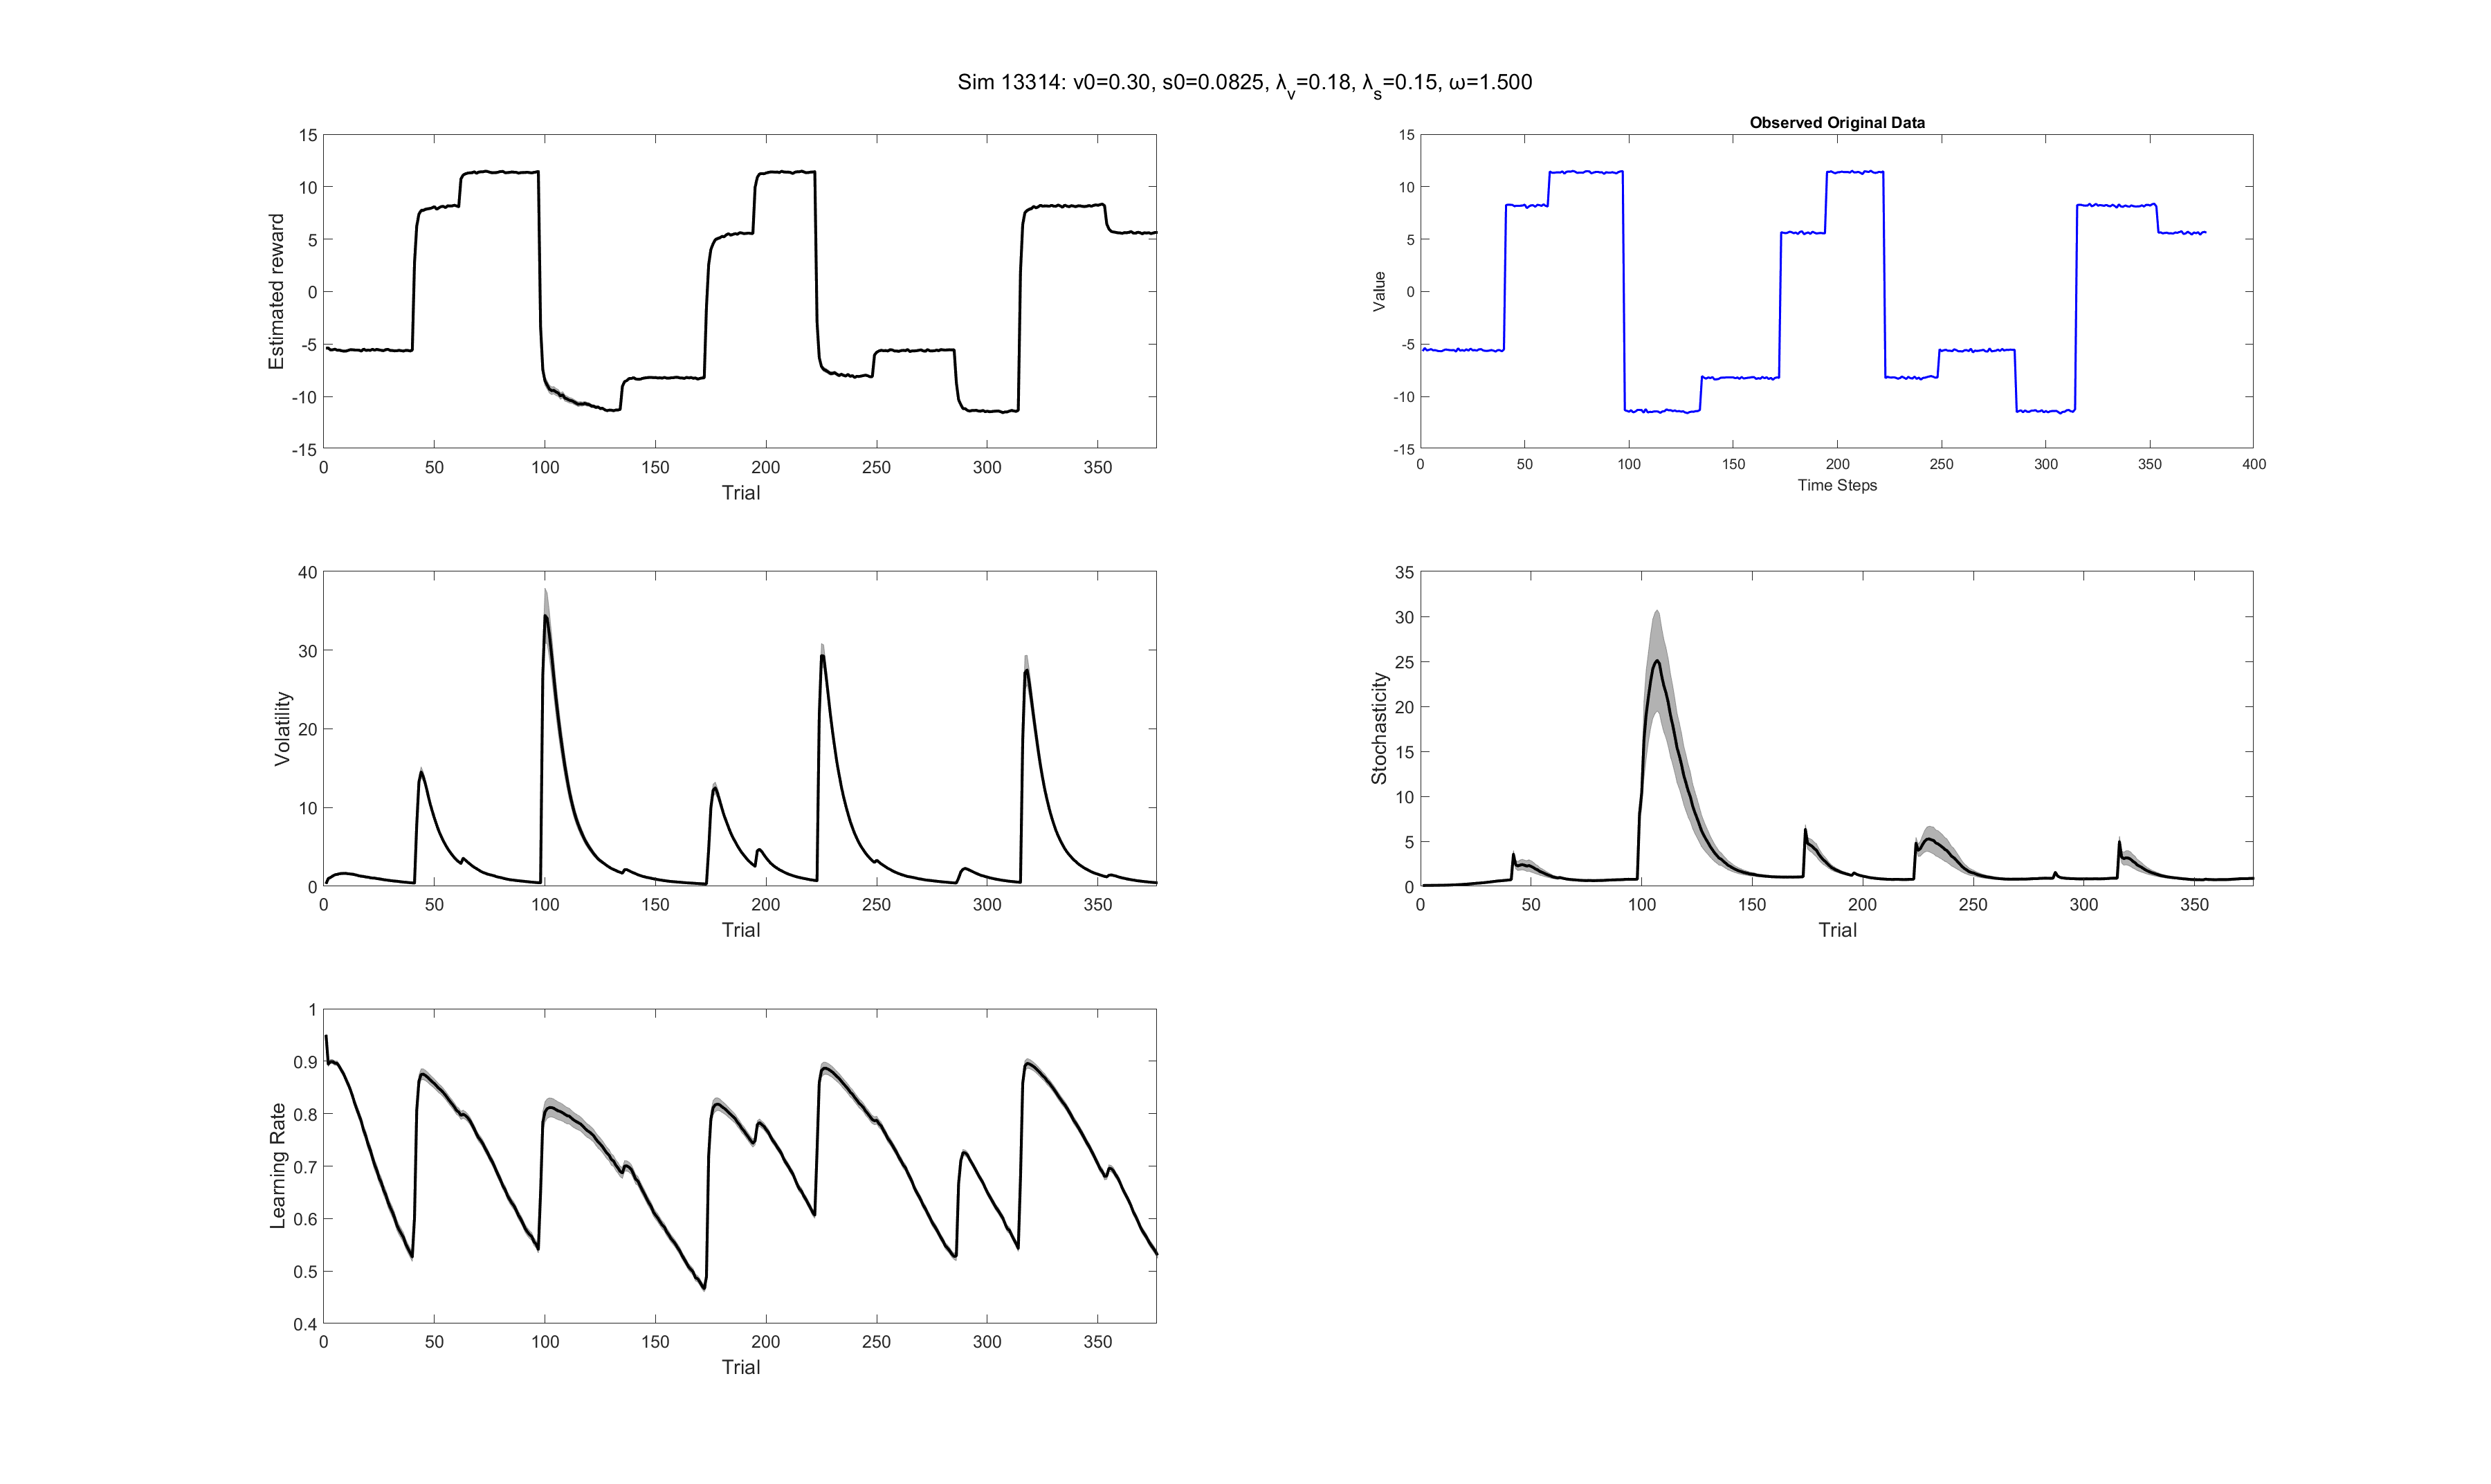 Sim 13314: v0=0.30, s0=0.0825, λv=0.18, λs=0.15, ω=1.500
15
10
5
0
-5
-10
-15
Estimated reward
0 50 100 150 200 250 300 350
Trial
Observed Original Data
15
10
5
0
-5
-10
-15
Value
0 50 100 150 200 250 300 350 400
Time Steps
40
30
20
10
0
Volatility
0 50 100 150 200 250 300 350
Trial
35
30
25
20
15
10
5
0
Stochasticity
0 50 100 150 200 250 300 350
Trial
1
0.9
0.8
0.7
0.6
0.5
0.4
Learning Rate
0 50 100 150 200 250 300 350
Trial